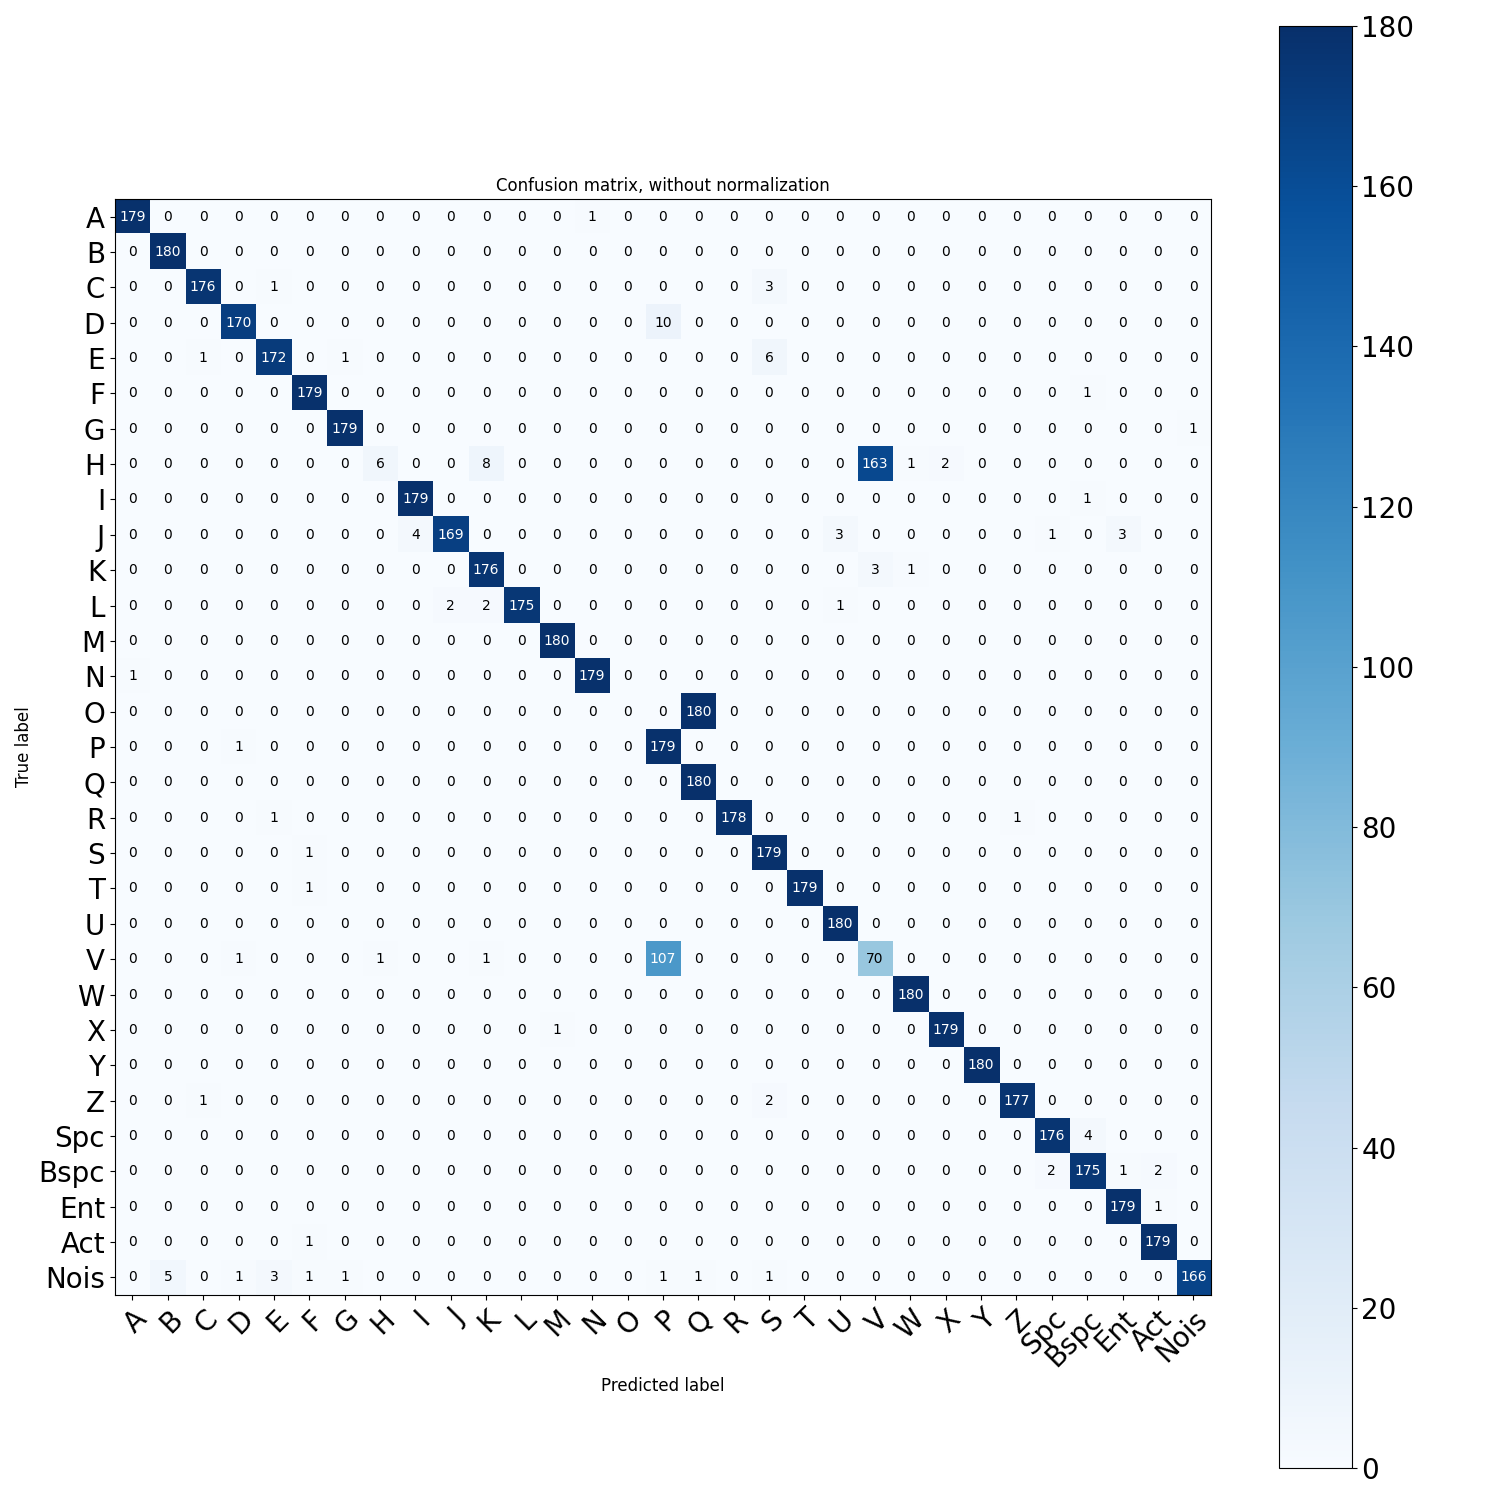 Confusion matrix, without normalization
A 179 0 0 0 0 0 0 0 0 0 0 0 0 1 0 0 0 0 0 0 0 0 0 0 0 0 0 0 0 0 0
B 0 180 0 0 0 0 0 0 0 0 0 0 0 0 0 0 0 0 0 0 0 0 0 0 0 0 0 0 0 0 0
C 0 0 176 0 1 0 0 0 0 0 0 0 0 0 0 0 0 0 3 0 0 0 0 0 0 0 0 0 0 0 0
D 0 0 0 170 0 0 0 0 0 0 0 0 0 0 0 10 0 0 0 0 0 0 0 0 0 0 0 0 0 0 0
E 0 0 1 0 172 0 1 0 0 0 0 0 0 0 0 0 0 0 6 0 0 0 0 0 0 0 0 0 0 0 0
F 0 0 0 0 0 179 0 0 0 0 0 0 0 0 0 0 0 0 0 0 0 0 0 0 0 0 0 1 0 0 0
G 0 0 0 0 0 0 179 0 0 0 0 0 0 0 0 0 0 0 0 0 0 0 0 0 0 0 0 0 0 0 1
H 0 0 0 0 0 0 0 6 0 0 8 0 0 0 0 0 0 0 0 0 0 163 1 2 0 0 0 0 0 0 0
I 0 0 0 0 0 0 0 0 179 0 0 0 0 0 0 0 0 0 0 0 0 0 0 0 0 0 0 1 0 0 0
J 0 0 0 0 0 0 0 0 4 169 0 0 0 0 0 0 0 0 0 0 3 0 0 0 0 0 1 0 3 0 0
K 0 0 0 0 0 0 0 0 0 0 176 0 0 0 0 0 0 0 0 0 0 3 1 0 0 0 0 0 0 0 0
L 0 0 0 0 0 0 0 0 0 2 2 175 0 0 0 0 0 0 0 0 1 0 0 0 0 0 0 0 0 0 0
M 0 0 0 0 0 0 0 0 0 0 0 0 180 0 0 0 0 0 0 0 0 0 0 0 0 0 0 0 0 0 0
N 1 0 0 0 0 0 0 0 0 0 0 0 0 179 0 0 0 0 0 0 0 0 0 0 0 0 0 0 0 0 0
O 0 0 0 0 0 0 0 0 0 0 0 0 0 0 0 0 180 0 0 0 0 0 0 0 0 0 0 0 0 0 0
P 0 0 0 1 0 0 0 0 0 0 0 0 0 0 0 179 0 0 0 0 0 0 0 0 0 0 0 0 0 0 0
Q 0 0 0 0 0 0 0 0 0 0 0 0 0 0 0 0 180 0 0 0 0 0 0 0 0 0 0 0 0 0 0
R 0 0 0 0 1 0 0 0 0 0 0 0 0 0 0 0 0 178 0 0 0 0 0 0 0 1 0 0 0 0 0
S 0 0 0 0 0 1 0 0 0 0 0 0 0 0 0 0 0 0 179 0 0 0 0 0 0 0 0 0 0 0 0
T 0 0 0 0 0 1 0 0 0 0 0 0 0 0 0 0 0 0 0 179 0 0 0 0 0 0 0 0 0 0 0
U 0 0 0 0 0 0 0 0 0 0 0 0 0 0 0 0 0 0 0 0 180 0 0 0 0 0 0 0 0 0 0
V 0 0 0 1 0 0 0 1 0 0 1 0 0 0 0 107 0 0 0 0 0 70 0 0 0 0 0 0 0 0 0
W 0 0 0 0 0 0 0 0 0 0 0 0 0 0 0 0 0 0 0 0 0 0 180 0 0 0 0 0 0 0 0
X 0 0 0 0 0 0 0 0 0 0 0 0 1 0 0 0 0 0 0 0 0 0 0 179 0 0 0 0 0 0 0
Y 0 0 0 0 0 0 0 0 0 0 0 0 0 0 0 0 0 0 0 0 0 0 0 0 180 0 0 0 0 0 0
Z 0 0 1 0 0 0 0 0 0 0 0 0 0 0 0 0 0 0 2 0 0 0 0 0 0 177 0 0 0 0 0
Spc 0 0 0 0 0 0 0 0 0 0 0 0 0 0 0 0 0 0 0 0 0 0 0 0 0 0 176 4 0 0 0
Bspc 0 0 0 0 0 0 0 0 0 0 0 0 0 0 0 0 0 0 0 0 0 0 0 0 0 0 2 175 1 2 0
Ent 0 0 0 0 0 0 0 0 0 0 0 0 0 0 0 0 0 0 0 0 0 0 0 0 0 0 0 0 179 1 0
Act 0 0 0 0 0 1 0 0 0 0 0 0 0 0 0 0 0 0 0 0 0 0 0 0 0 0 0 0 0 179 0
Nois 0 5 0 1 3 1 1 0 0 0 0 0 0 0 0 1 1 0 1 0 0 0 0 0 0 0 0 0 0 0 166
A B C D E F G H I J K L M N O P Q R S T U V W X Y Z Spc Bspc Ent Act Nois
Predicted label
True label
180
160
140
120
100
80
60
40
20
0